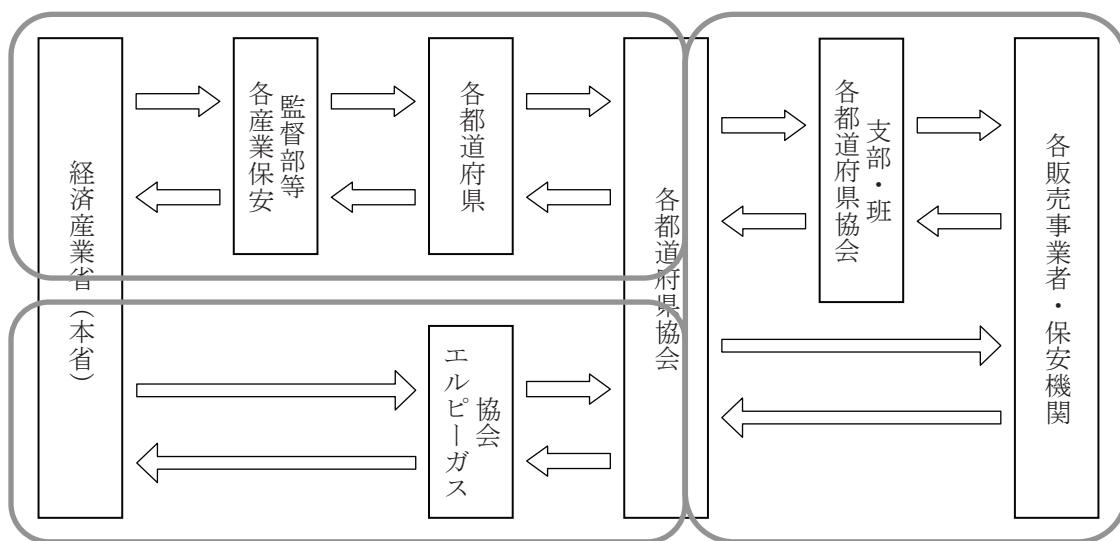 経済産業省（本省）
各産業保安
監督部等
各都道府県
エルピーガス
協会
各都道府県協会
各都道府県協会
支部・班
各販売事業者・保安機関